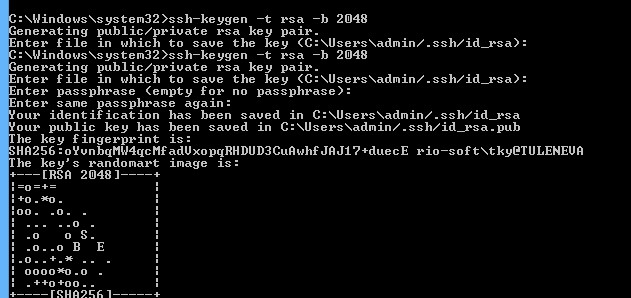 C:\Windows\system32>ssh-keygen -t rsa -b 2048
Generating public/private rsa key pair.
Enter file in which to save the key (C:\Users\admin/.ssh/id_rsa):
C:\Windows\system32>ssh-keygen -t rsa -b 2048
Generating public/private rsa key pair.
Enter file in which to save the key (C:\Users\admin/.ssh/id_rsa):
Enter passphrase (empty for no passphrase):
Enter same passphrase again:
Your identification has been saved in C:\Users\admin/.ssh/id_rsa
Your public key has been saved in C:\Users\admin/.ssh/id_rsa.pub
The key fingerprint is:
SHA256:oYvnbqMW4qcMfadVxopqRHDUD3CuAwhfJAJ17+duecE rio-soft\tky@TULENEVA
The key's randomart image is:
+---[RSA 2048]----+
|=o=+=            |
|+o.*o.           |
|oo. .o. .        |
| ... ..o .       |
| .o   o S.       |
| .o..o B  E      |
|.o..+.* .. .     |
| oooo*o.o .      |
| .++o+oo..       |
+----[SHA256]-----+